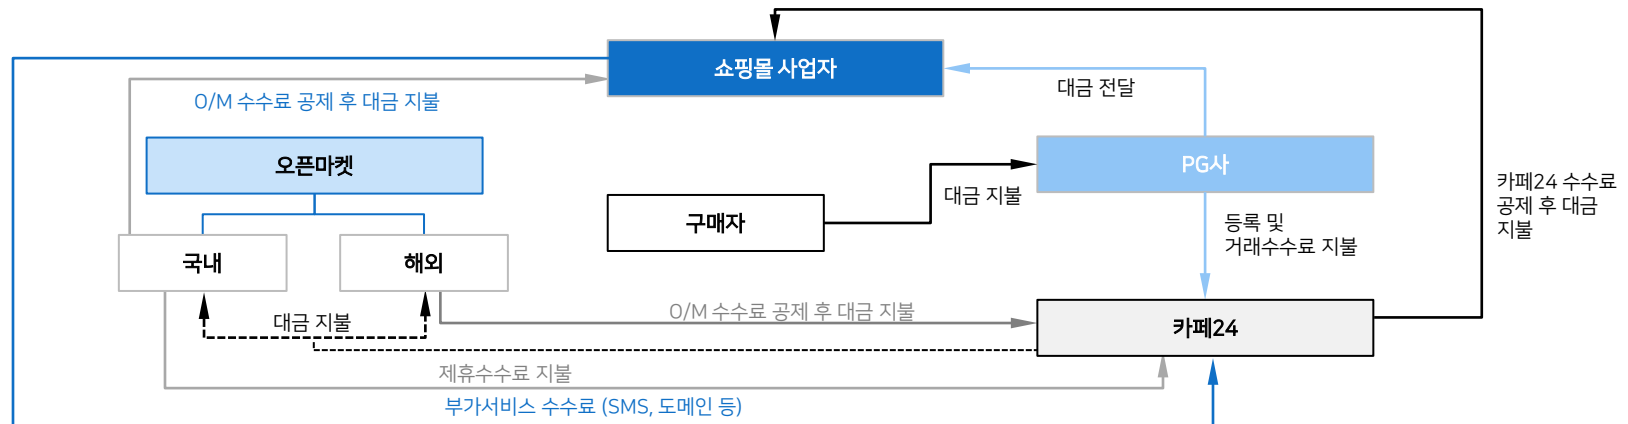 쇼핑몰 사업자
대금 전달
O/M 수수료 공제 후 대금 지불
오픈마켓
PG사
대금 지불
카페24 수수료
공제 후 대금
지불
구매자
등록 및
거래수수료 지불
국내
해외
O/M 수수료 공제 후 대금 지불
대금 지불
카페24
제휴수수료 지불
부가서비스 수수료 (SMS, 도메인 등)